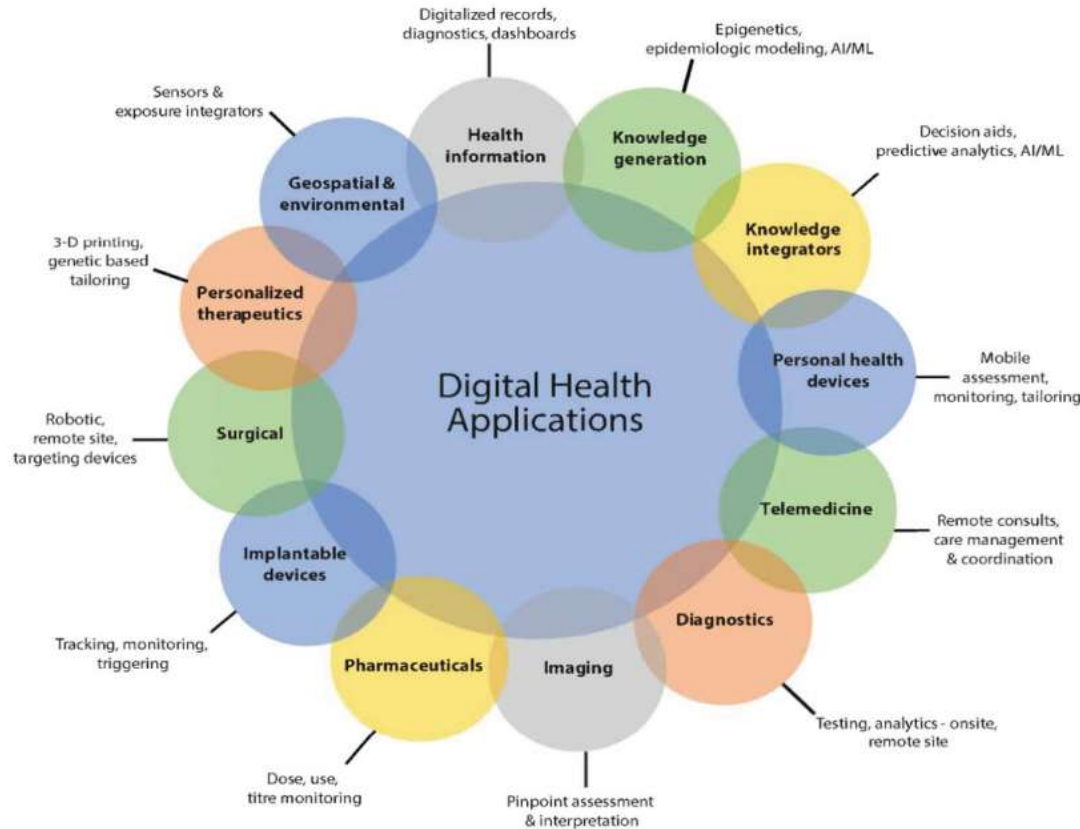 Digitalized records,
diagnostics, dashboards
Epigenetics,
epidemiologic modeling, AI/ML
Sensors &
exposure integrators
Health
information
Knowledge
generation
Decision aids,
predictive analytics, AI/ML
Geospatial &
environmental
Knowledge
integrators
3-D printing,
genetic based
tailoring
Personalized
therapeutics
Personal health
devices
Mobile
assessment,
monitoring, tailoring
Digital Health
Applications
Robotic,
remote site,
targeting devices
Surgical
Telemedicine
Remote consults,
care management
& coordination
Implantable
devices
Diagnostics
Tracking, monitoring,
triggering
Pharmaceuticals
Imaging
Testing, analytics - onsite,
remote site
Dose, use,
titre monitoring
Pinpoint assessment
& interpretation